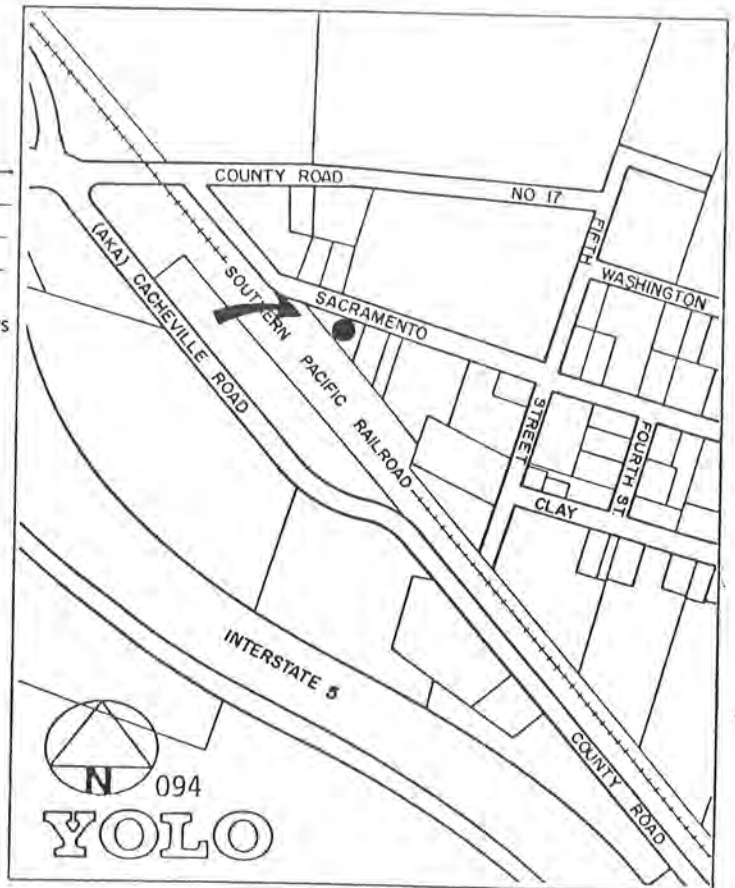 COUNTY ROAD
NO 17
FIFTH
WASHINGTON
(AKA) CACHEVILLE ROAD
SOUTHERN PACIFIC RAILROAD
SACRAMENTO
STREET
FOURTH ST.
CLAY
INTERSTATE 5
COUNTY ROAD
N
094
YOLO